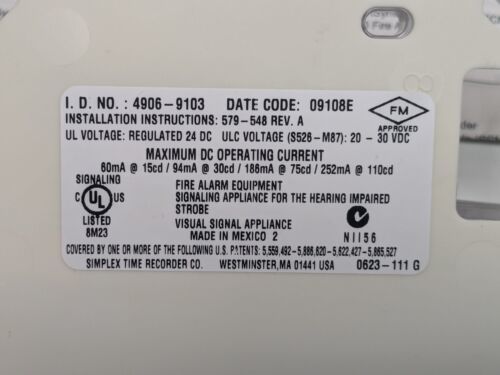 I. D. NO. : 4906-9103 DATE CODE: 09108E
INSTALLATION INSTRUCTIONS: 579-548 REV. A
UL VOLTAGE: REGULATED 24 DC ULC VOLTAGE (S526-M87): 20 - 30 VDC
FM
APPROVED
MAXIMUM DC OPERATING CURRENT
60mA @ 15cd / 94mA @ 30cd / 186mA @ 75cd / 252mA @ 110cd
SIGNALING
C UL US
LISTED
8M23
FIRE ALARM EQUIPMENT
SIGNALING APPLIANCE FOR THE HEARING IMPAIRED
STROBE
VISUAL SIGNAL APPLIANCE
MADE IN MEXICO 2
N1156
COVERED BY ONE OR MORE OF THE FOLLOWING U.S. PATENTS: 5,559,492-5,886,620-5,622,427-5,865,527
SIMPLEX TIME RECORDER CO. WESTMINSTER, MA 01441 USA 0623-111 G